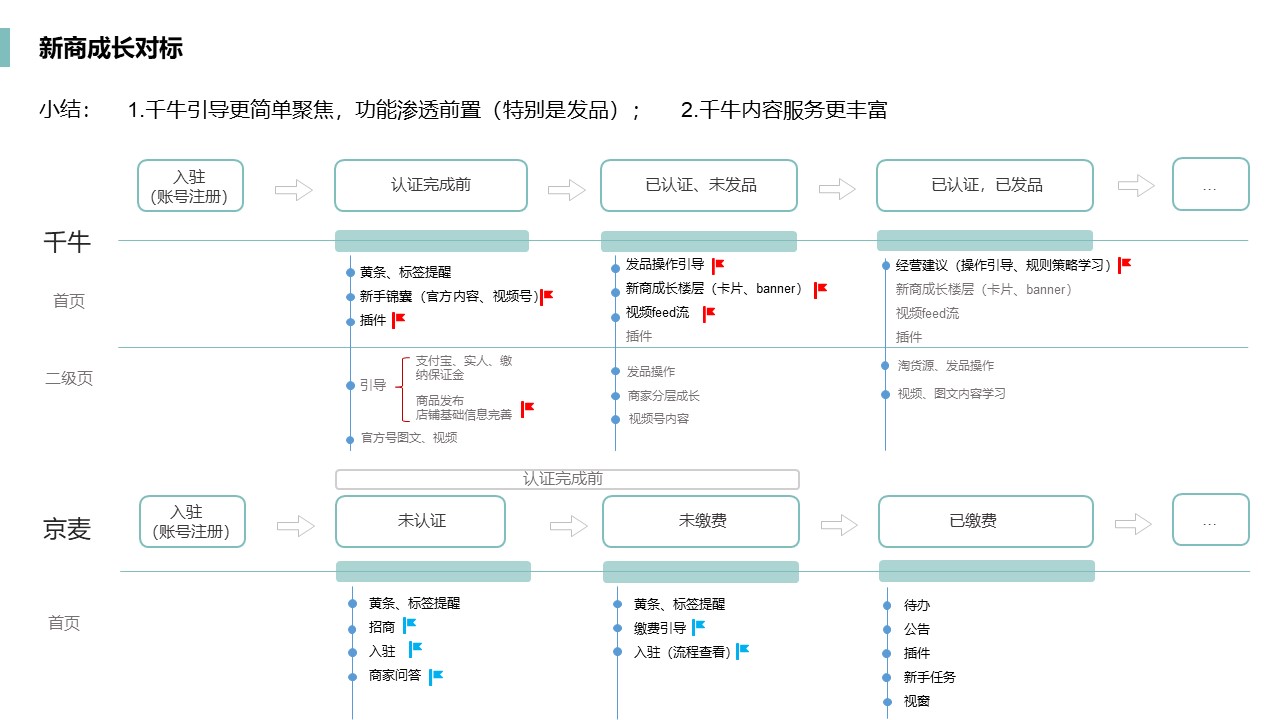 新商成长对标
小结： 1.千牛引导更简单聚焦，功能渗透前置（特别是发品）； 2.千牛内容服务更丰富
入驻
(账号注册)
认证完成前
已认证、未发品
已认证，已发品
...
千牛
首页
黄条、标签提醒
新手锦囊（官方内容、视频号）
插件
发品操作引导
新商成长楼层（卡片、banner）
视频feed流
插件
经营建议（操作引导、规则策略学习）
新商成长楼层（卡片、banner）
视频feed流
插件
二级页
引导
支付宝、实人、缴
纳保证金
商品发布
店铺基础信息完善
官方号图文、视频
发品操作
商家分层成长
视频号内容
淘货源、发品操作
视频、图文内容学习
认证完成前
京麦
入驻
(账号注册)
未认证
未缴费
已缴费
...
首页
黄条、标签提醒
招商
入驻
商家问答
黄条、标签提醒
缴费引导
入驻（流程查看）
待办
公告
插件
新手任务
视窗